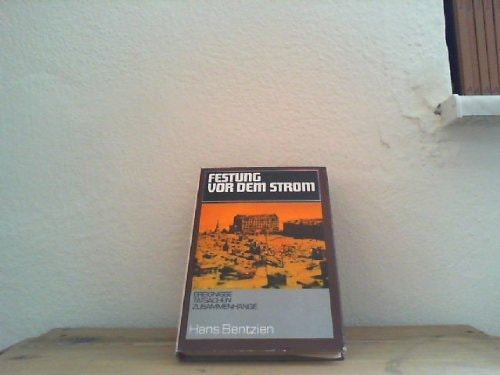 FESTUNG
VOR DEM STROM
EREIGNISSE
TATSACHEN
ZUSAMMENHÄNGE
Hans Bentzien